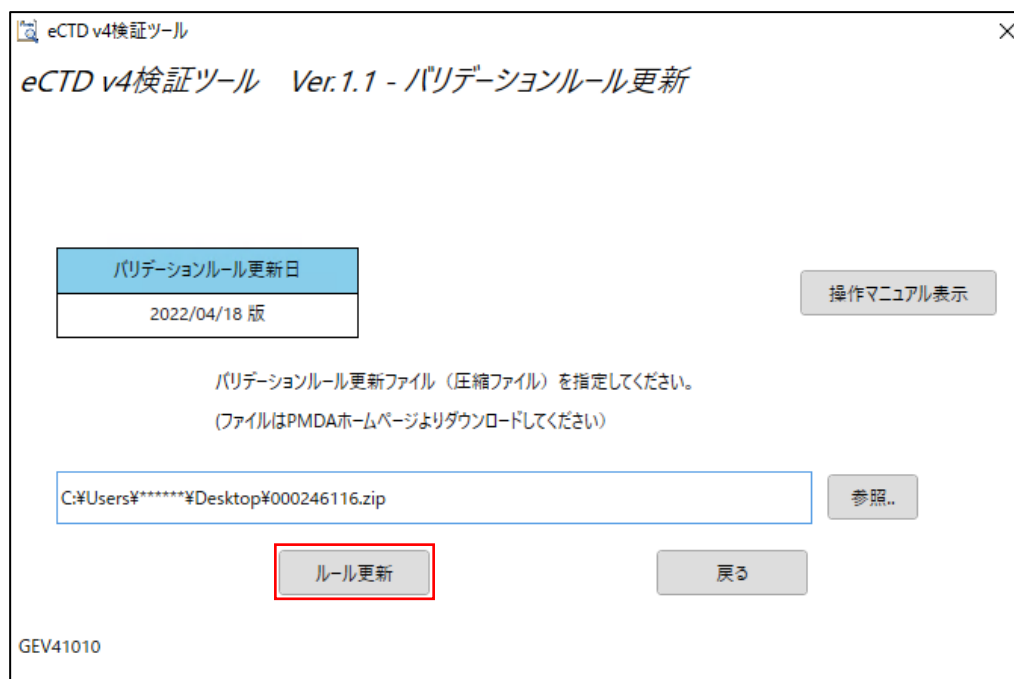 eCTD v4検証ツール
eCTD v4検証ツール　Ver.1.1 - バリデーションルール更新
バリデーションルール更新日
2022/04/18 版
操作マニュアル表示
バリデーションルール更新ファイル（圧縮ファイル）を指定してください。
(ファイルはPMDAホームページよりダウンロードしてください）
C:¥Users¥******¥Desktop¥000246116.zip
参照..
ルール更新
戻る
GEV41010